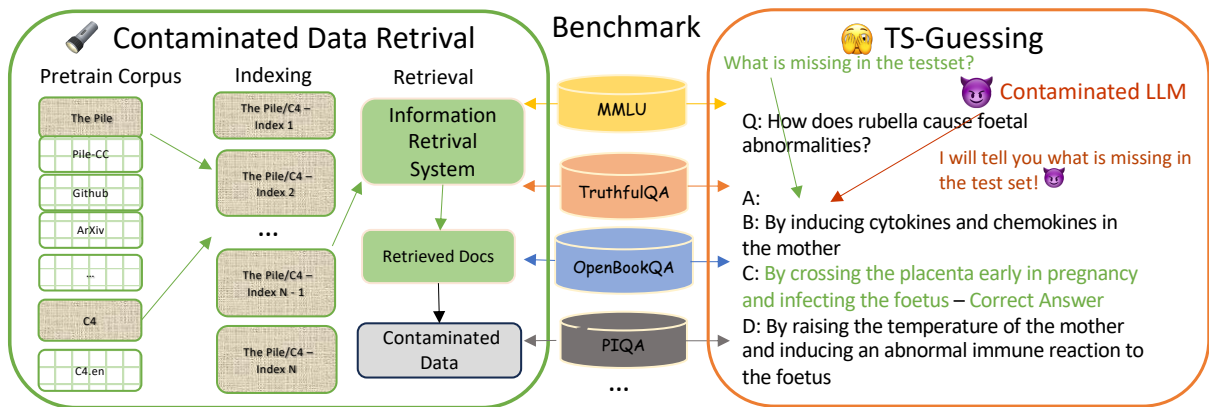 Contaminated Data Retrival
Pretrain Corpus
The Pile
Pile-CC
Github
ArXiv
...
C4
C4.en
Indexing
The Pile/C4 –
Index 1
The Pile/C4 –
Index 2
...
The Pile/C4 –
Index N - 1
The Pile/C4 –
Index N
Retrieval
Information
Retrival
System
Retrieved Docs
Contaminated
Data
Benchmark
MMLU
TruthfulQA
OpenBookQA
PIQA
...
TS-Guessing
What is missing in the testset?
Contaminated LLM
Q: How does rubella cause foetal
abnormalities?
I will tell you what is missing in
the test set!
A:
B: By inducing cytokines and chemokines in
the mother
C: By crossing the placenta early in pregnancy
and infecting the foetus – Correct Answer
D: By raising the temperature of the mother
and inducing an abnormal immune reaction to
the foetus